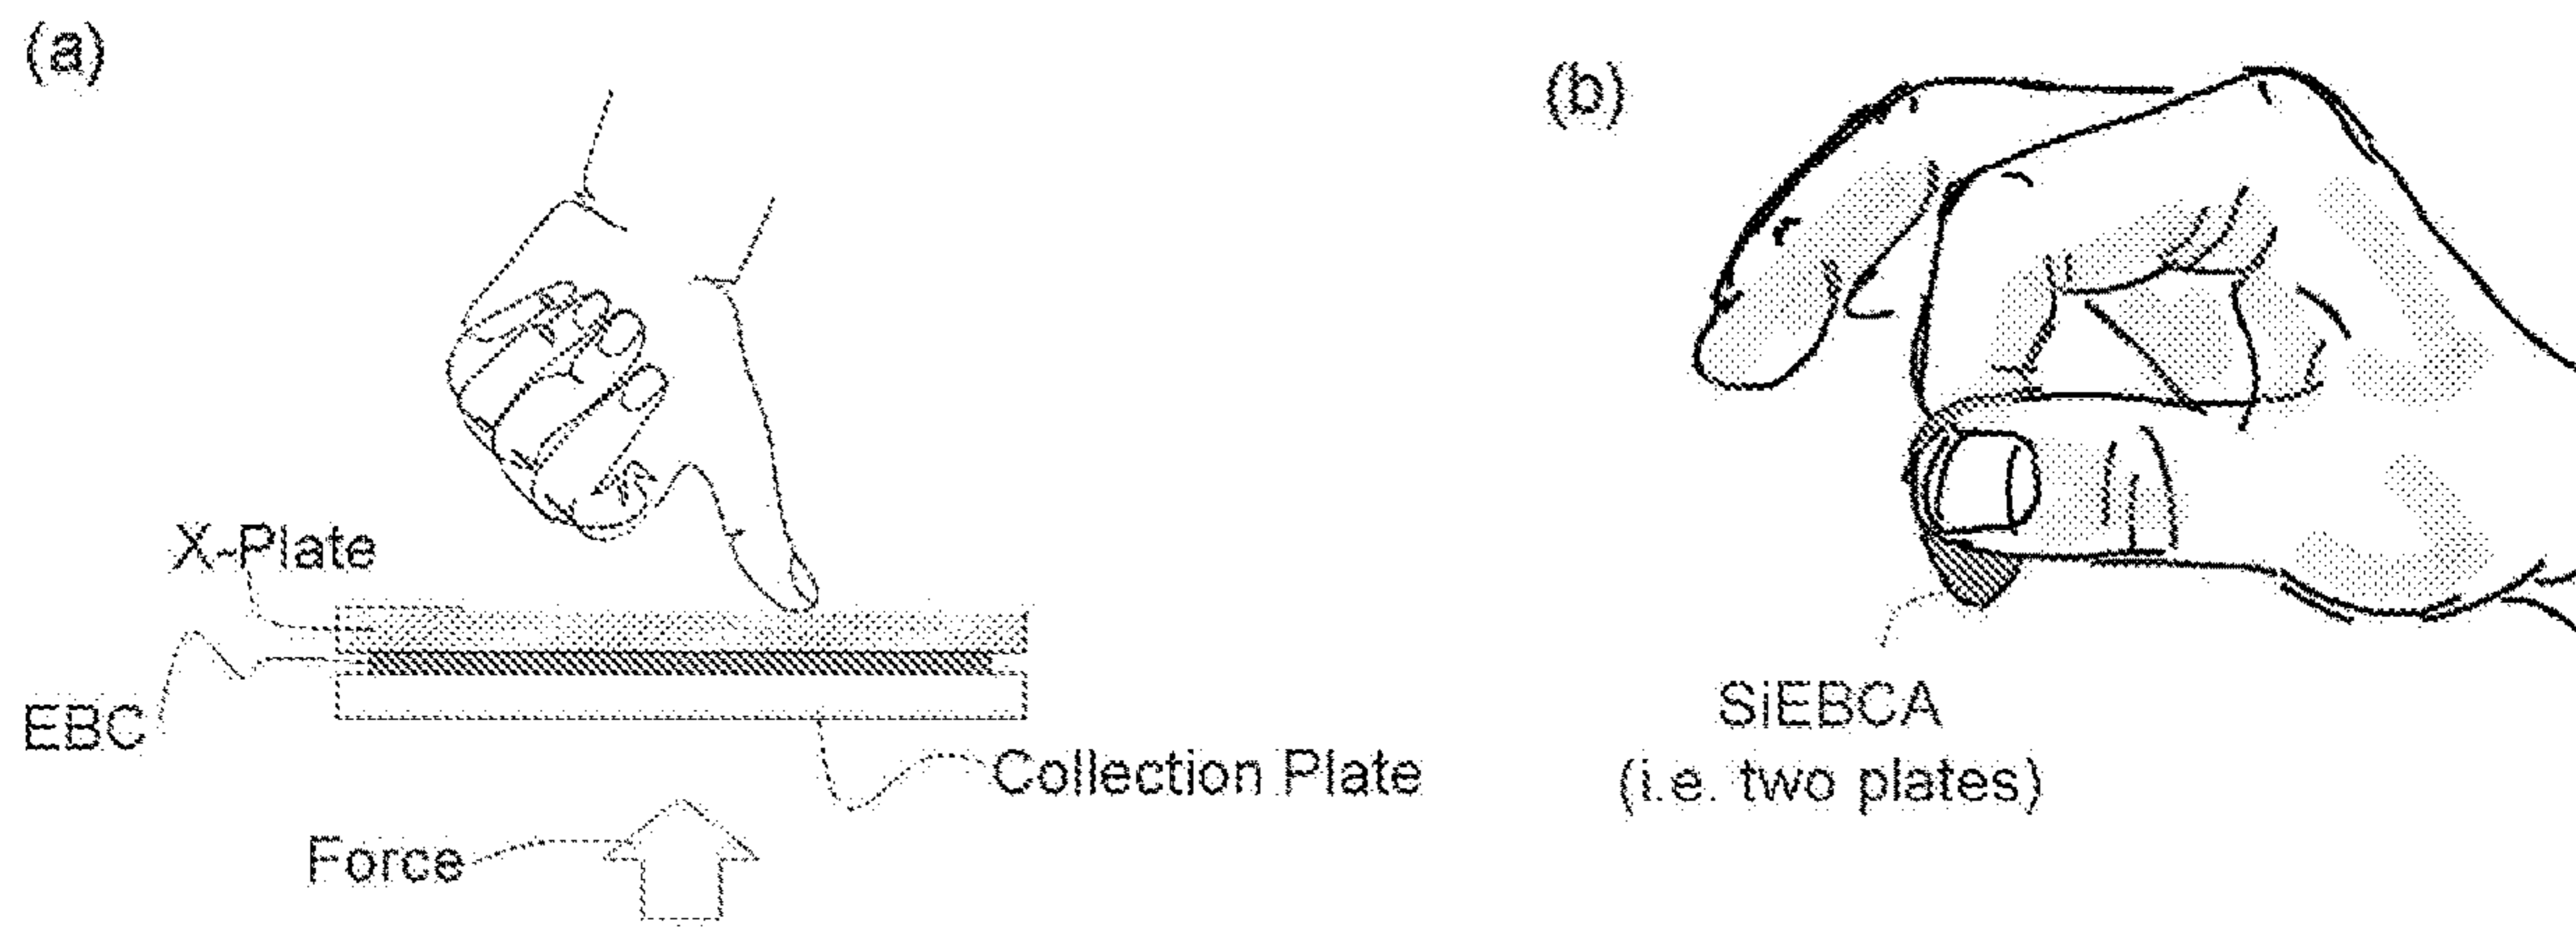 (a)
(b)
X-Plate
EBC
Collection Plate
Force
SiEBCA
(i.e. two plates)